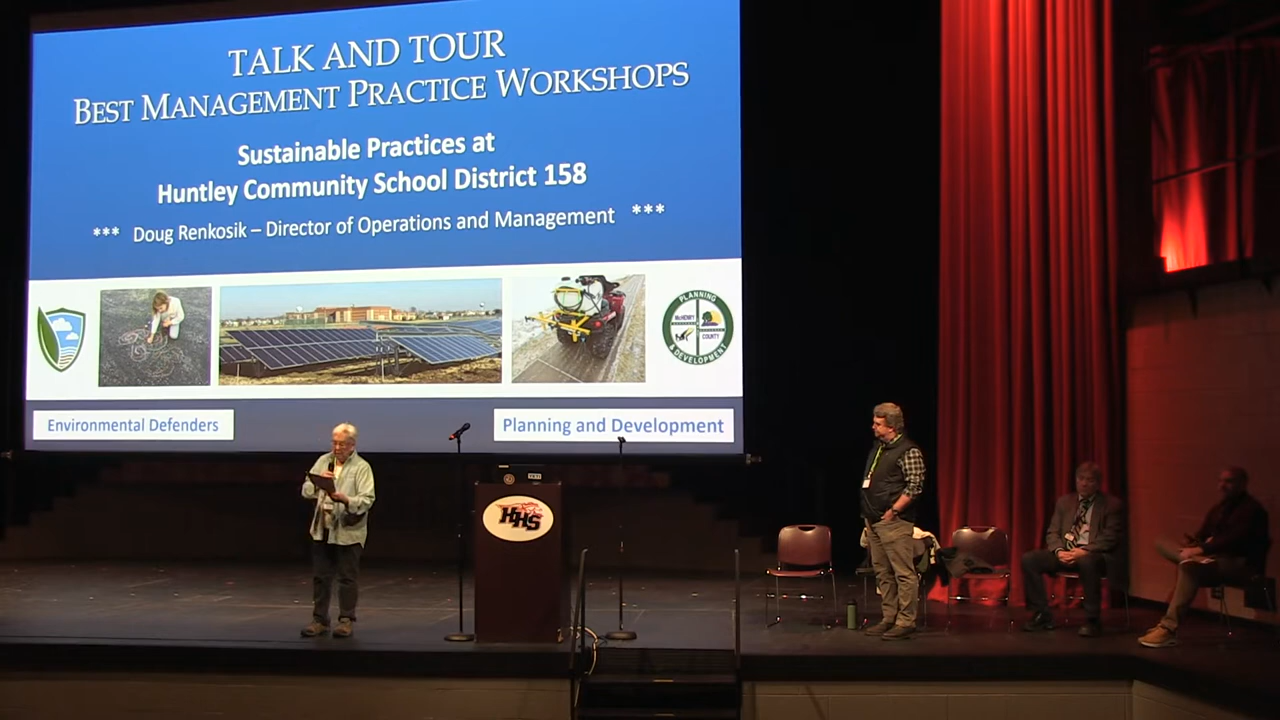 TALK AND TOUR
BEST MANAGEMENT PRACTICE WORKSHOPS
Sustainable Practices at
Huntley Community School District 158
*** Doug Renkosik – Director of Operations and Management ***
PLANNING
McHENRY
COUNTY
& DEVELOPMENT
Environmental Defenders
Planning and Development
HHS